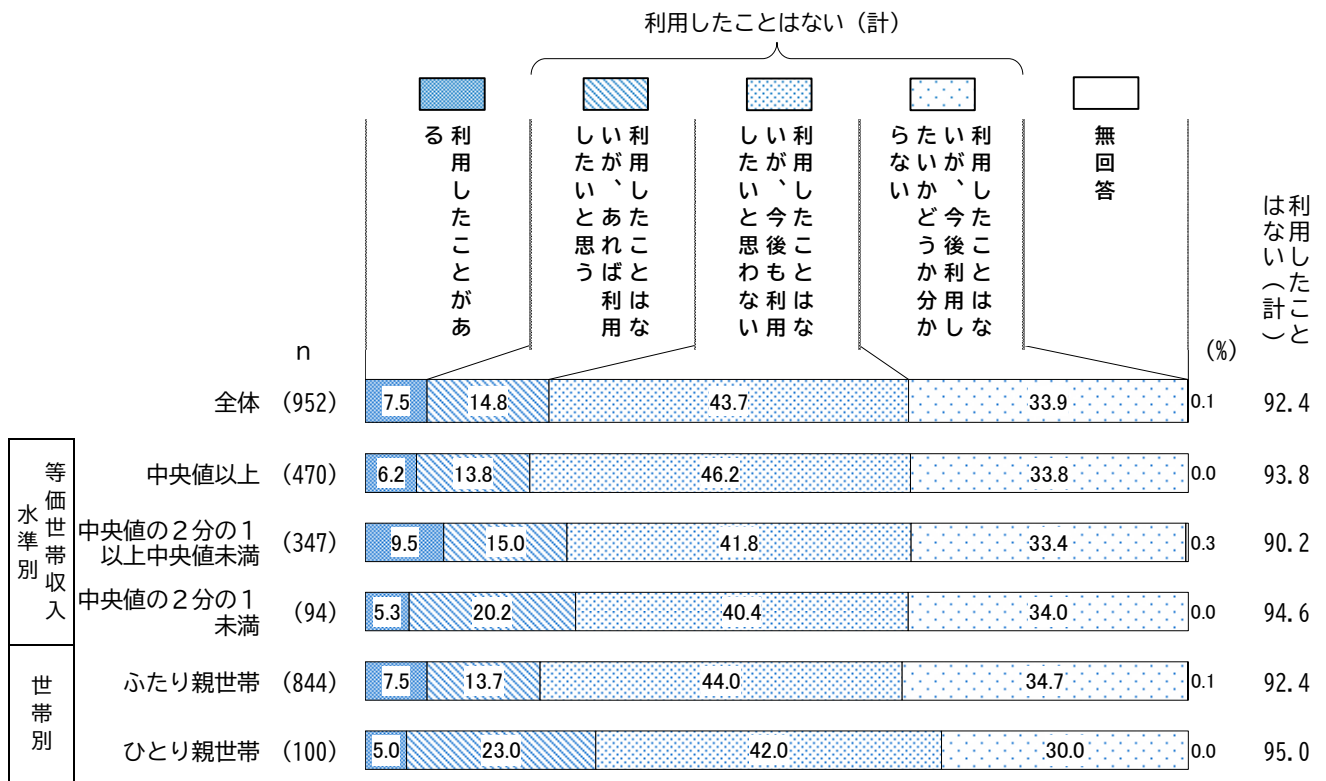 利用したことはない（計）
利用したことがあ
る
利用したことはな
いが、あれば利用
したいと思う
利用したことはな
いが、今後も利用
したいと思わない
利用したことはな
いが、今後利用し
たいかどうか分か
らない
無回答
利用したこと
はない（計）
n
(%)
全体 (952) 7.5 14.8 43.7 33.9 0.1 92.4
等価世帯収入
水準別
中央値以上 (470) 6.2 13.8 46.2 33.8 0.0 93.8
中央値の２分の１
以上中央値未満 (347) 9.5 15.0 41.8 33.4 0.3 90.2
中央値の２分の１
未満 (94) 5.3 20.2 40.4 34.0 0.0 94.6
世帯別
ふたり親世帯 (844) 7.5 13.7 44.0 34.7 0.1 92.4
ひとり親世帯 (100) 5.0 23.0 42.0 30.0 0.0 95.0